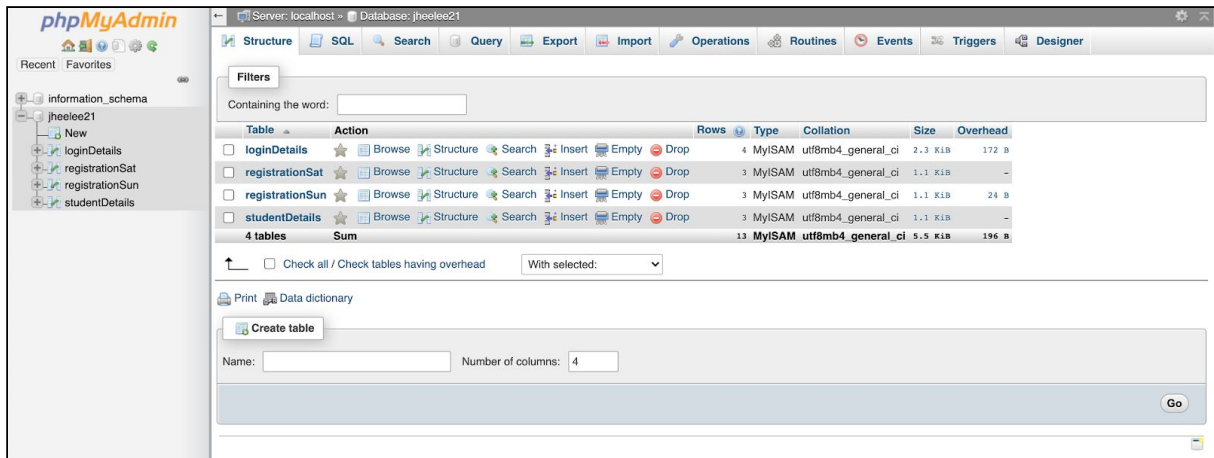 phpMyAdmin
Recent Favorites
information_schema
jheelee21
New
loginDetails
registrationSat
registrationSun
studentDetails
Server: localhost » Database: jheelee21
Structure SQL Search Query Export Import Operations Routines Events Triggers Designer
Filters
Containing the word:
Table Action Rows Type Collation Size Overhead
loginDetails Browse Structure Search Insert Empty Drop 4 MyISAM utf8mb4_general_ci 2.3 KiB 172 B
registrationSat Browse Structure Search Insert Empty Drop 3 MyISAM utf8mb4_general_ci 1.1 KiB -
registrationSun Browse Structure Search Insert Empty Drop 3 MyISAM utf8mb4_general_ci 1.1 KiB 24 B
studentDetails Browse Structure Search Insert Empty Drop 3 MyISAM utf8mb4_general_ci 1.1 KiB -
4 tables Sum 13 MyISAM utf8mb4_general_ci 5.5 KiB 196 B
Check all / Check tables having overhead With selected:
Print Data dictionary
Create table
Name: Number of columns: 4
Go